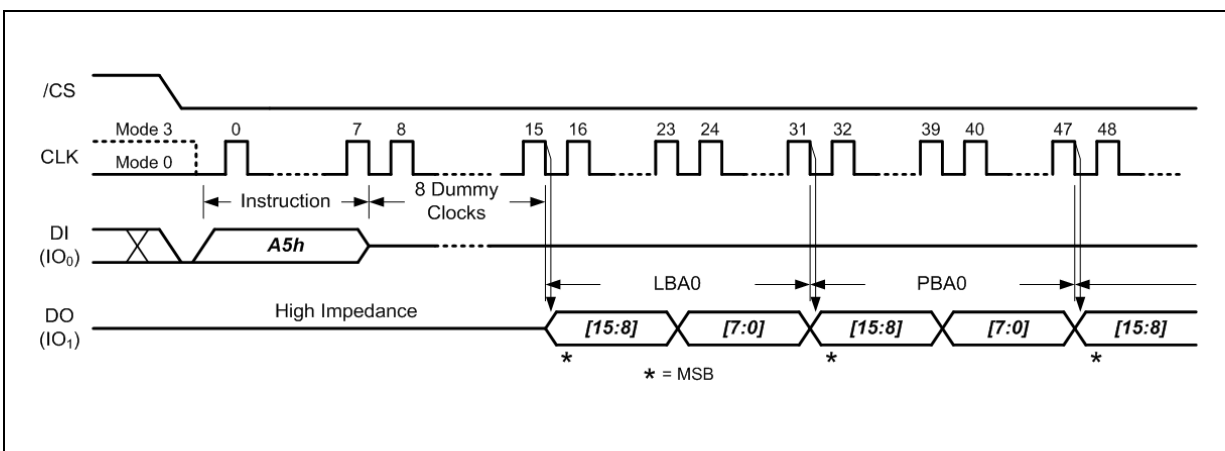 /CS
Mode 3 0 7 8 15 16 23 24 31 32 39 40 47 48
CLK
Mode 0
Instruction 8 Dummy Clocks
DI (IO0) A5h
LBA0 PBA0
DO (IO1) High Impedance [15:8] [7:0] [15:8] [7:0] [15:8]
* * *
* = MSB